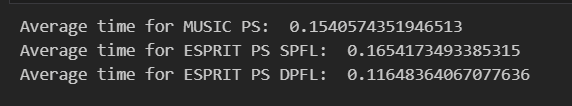 Average time for MUSIC PS:  0.1540574351946513
Average time for ESPRIT PS SPFL:  0.1654173493385315
Average time for ESPRIT PS DPFL:  0.11648364067077636